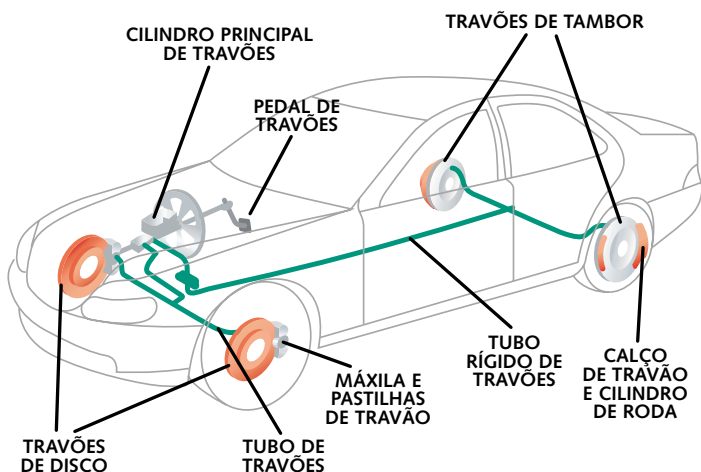 CILINDRO PRINCIPAL
DE TRAVÕES
TRAVÕES DE TAMBOR
PEDAL DE
TRAVÕES
TUBO
RÍGIDO DE
TRAVÕES
CALÇO
DE TRAVÃO
E CILINDRO
DE RODA
MÁXILA E
PASTILHAS
DE TRAVÃO
TRAVÕES
DE DISCO
TUBO DE
TRAVÕES